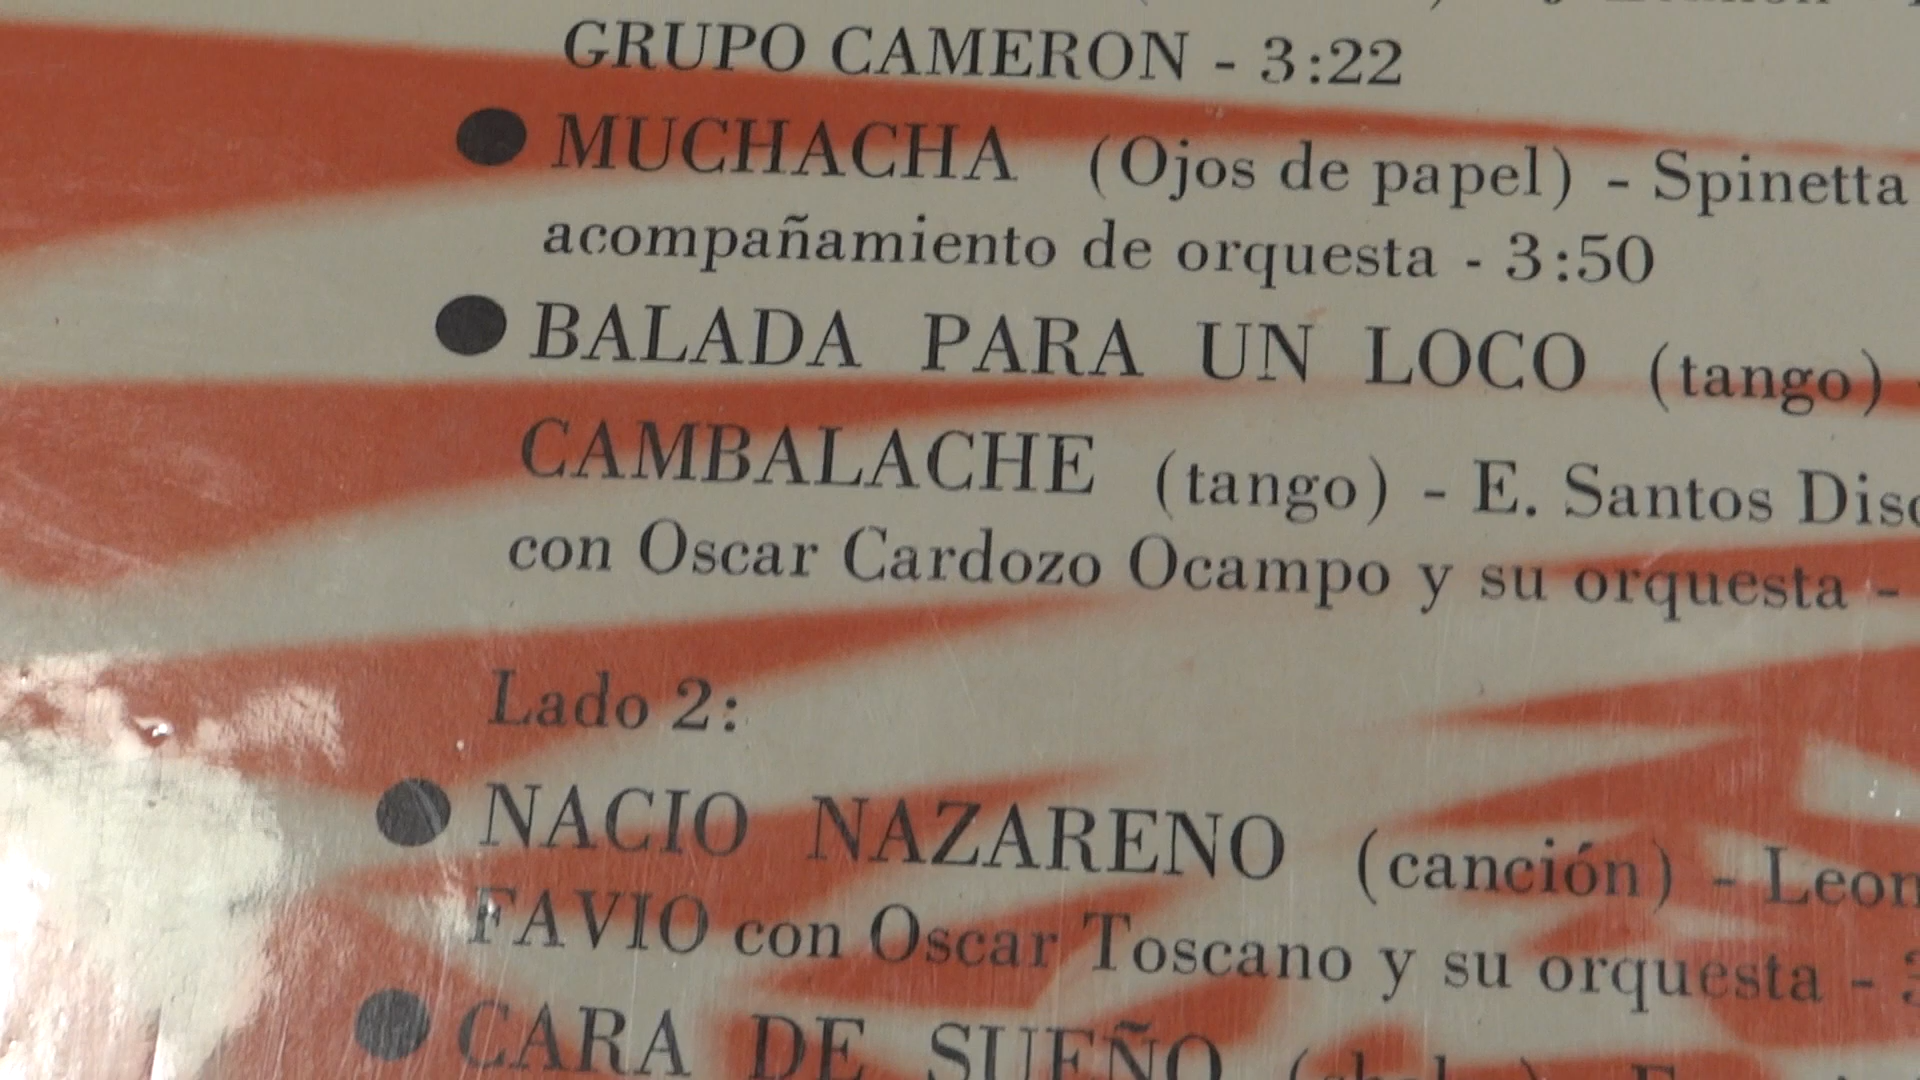 GRUPO CAMERON - 3:22
● MUCHACHA (Ojos de papel) - Spinetta
acompañamiento de orquesta - 3:50
● BALADA PARA UN LOCO (tango)
CAMBALACHE (tango) - E. Santos
con Oscar Cardozo Ocampo y su orquesta -
Lado 2:
● NACIO NAZARENO (canción) -
FAVIO con Oscar Toscano y su orquesta -
● CARA DE SUEÑO